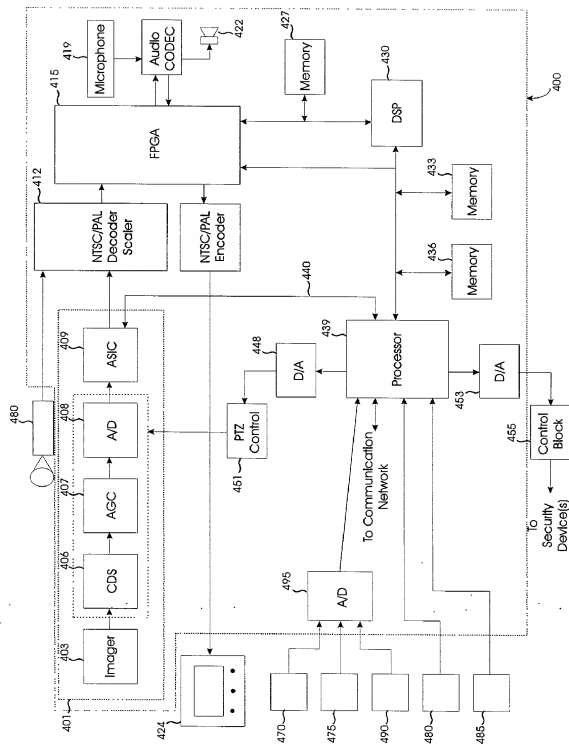 480
401
403
Imager
406
CDS
407
AGC
408
A/D
409
ASIC
412
NTSC/PAL
Decoder
Scaler
415
FPGA
419
Microphone
Audio
CODEC
422
NTSC/PAL
Encoder
427
Memory
430
DSP
400
440
433
Memory
436
Memory
439
Processor
448
D/A
451
PTZ
Control
453
D/A
455
Control
Block
To
Security
Device(s)
To Communication
Network
495
A/D
424
470
475
490
480
485